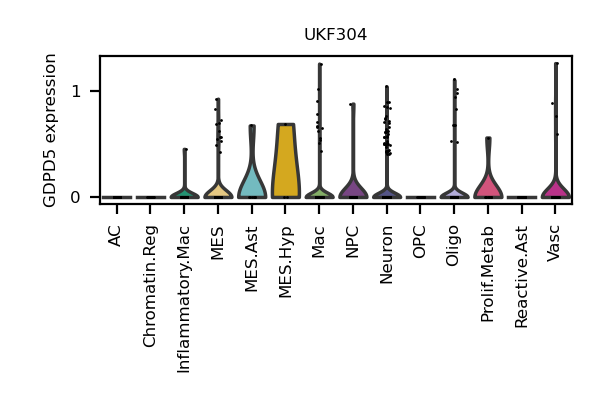 UKF304
GDPD5 expression
1
0
AC
Chromatin.Reg
Inflammatory.Mac
MES
MES.Ast
MES.Hyp
Mac
NPC
Neuron
OPC
Oligo
Prolif.Metab
Reactive.Ast
Vasc